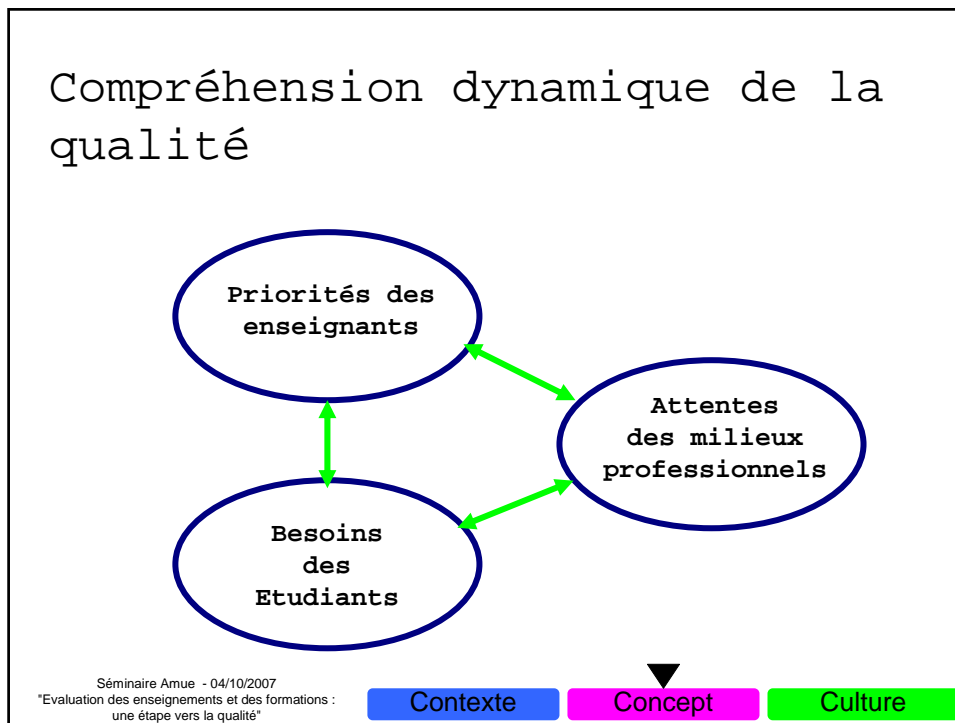 Compréhension dynamique de la
qualité
Priorités des
enseignants
Attentes
des milieux
professionnels
Besoins
des
Etudiants
Séminaire Amue - 04/10/2007
"Evaluation des enseignements et des formations :
une étape vers la qualité"
Contexte
Concept
Culture